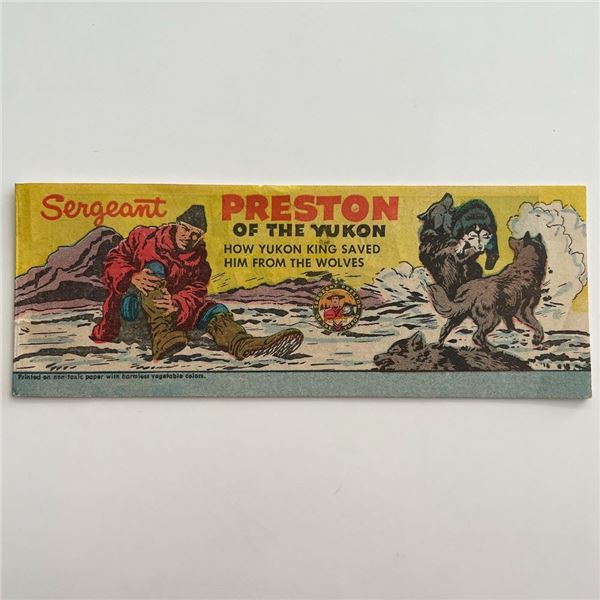 Sergeant PRESTON
OF THE YUKON
HOW YUKON KING SAVED
HIM FROM THE WOLVES
Printed on non-toxic paper with harmless vegetable colors.